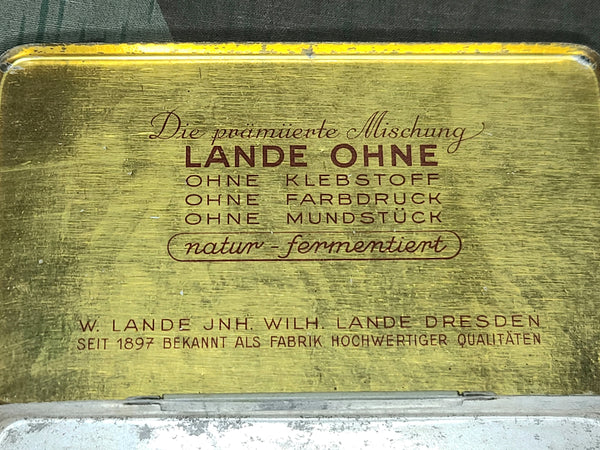 Die prämiierte Mischung
LANDE OHNE
OHNE KLEBSTOFF
OHNE FARBDRUCK
OHNE MUNDSTÜCK
natur-fermentiert
W. LANDE JNH. WILH. LANDE DRESDEN
SEIT 1897 BEKANNT ALS FABRIK HOCHWERTIGER QUALITÄTEN